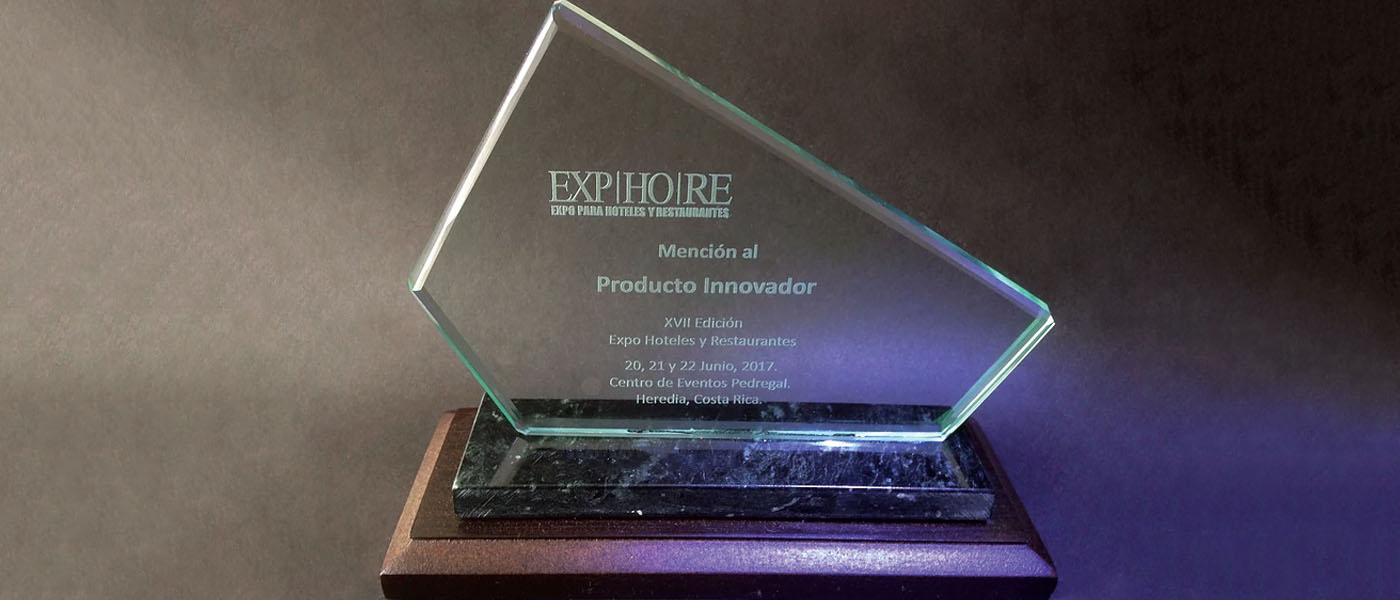 EXP|HO|RE
EXPO PARA HOTELES Y RESTAURANTES
Mención al
Producto Innovador
XVII Edición
Expo Hoteles y Restaurantes
20, 21 y 22 Junio, 2017.
Centro de Eventos Pedregal.
Heredia, Costa Rica.